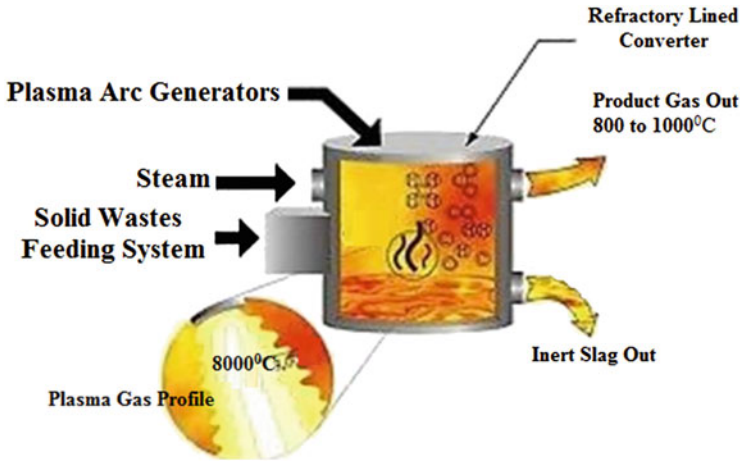 Refractory Lined
Converter
Plasma Arc Generators
Product Gas Out
800 to 1000⁰C
Steam
Solid Wastes
Feeding System
8000⁰C
Inert Slag Out
Plasma Gas Profile